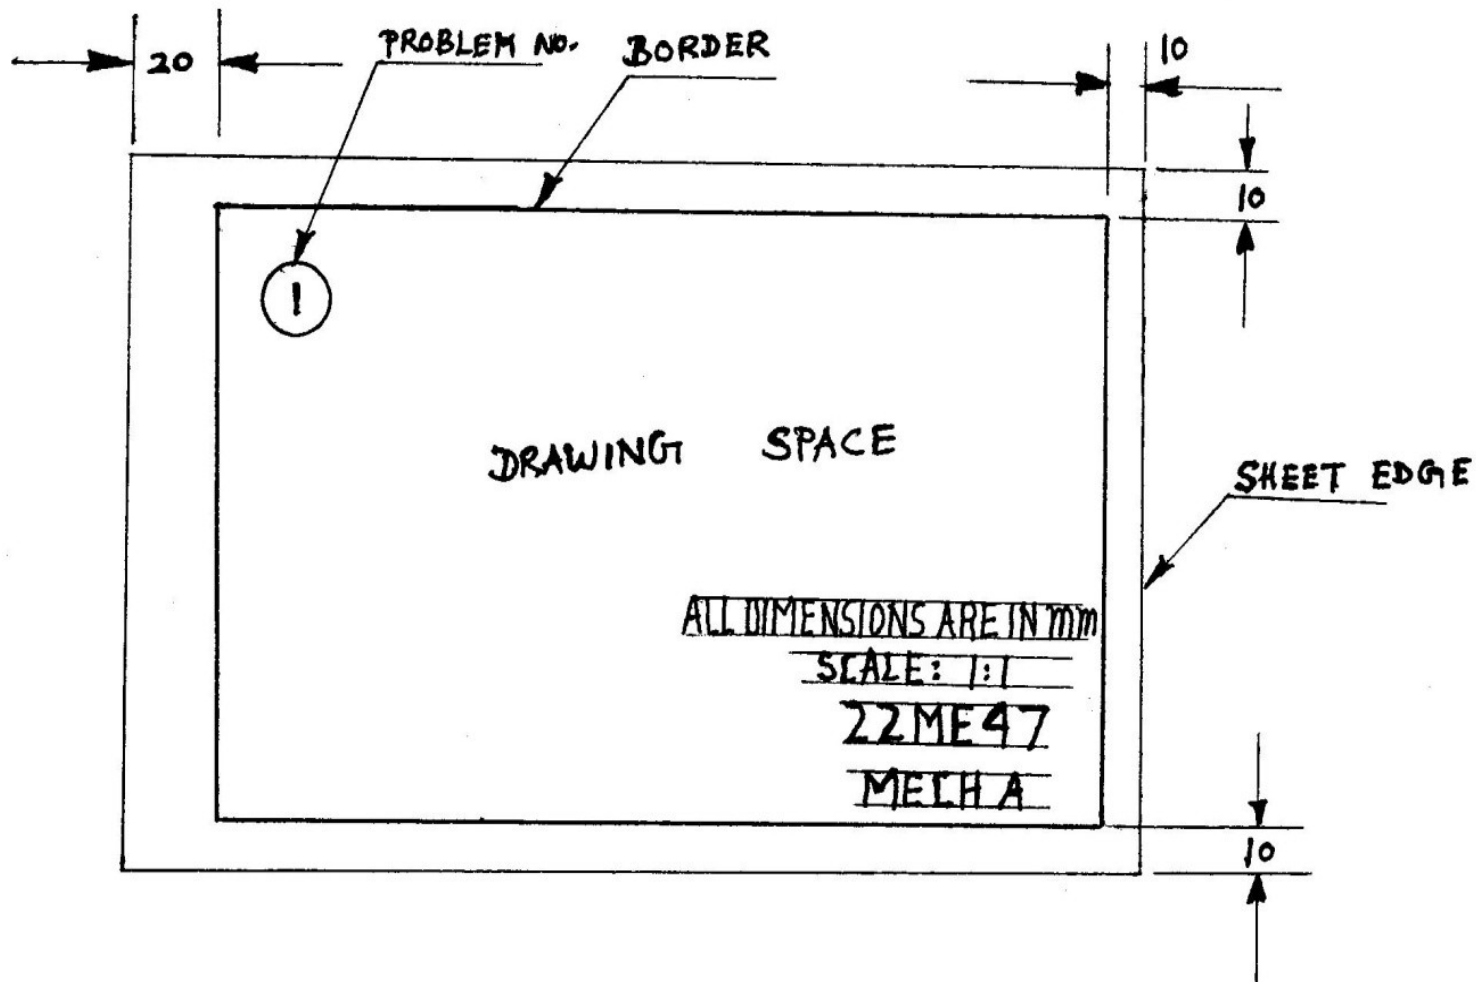 20
PROBLEM NO.
BORDER
10
10
1
DRAWING SPACE
SHEET EDGE
ALL DIMENSIONS ARE IN mm
SCALE: 1:1
22ME47
MECH A
10